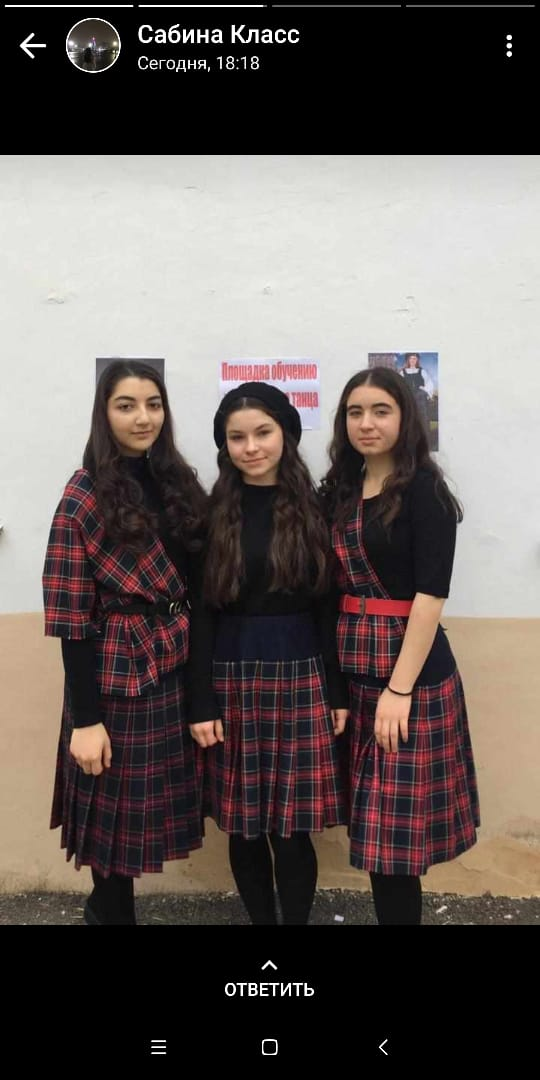 Сабина Класс
Сегодня, 18:18
Площадка обучению
танца
ОТВЕТИТЬ